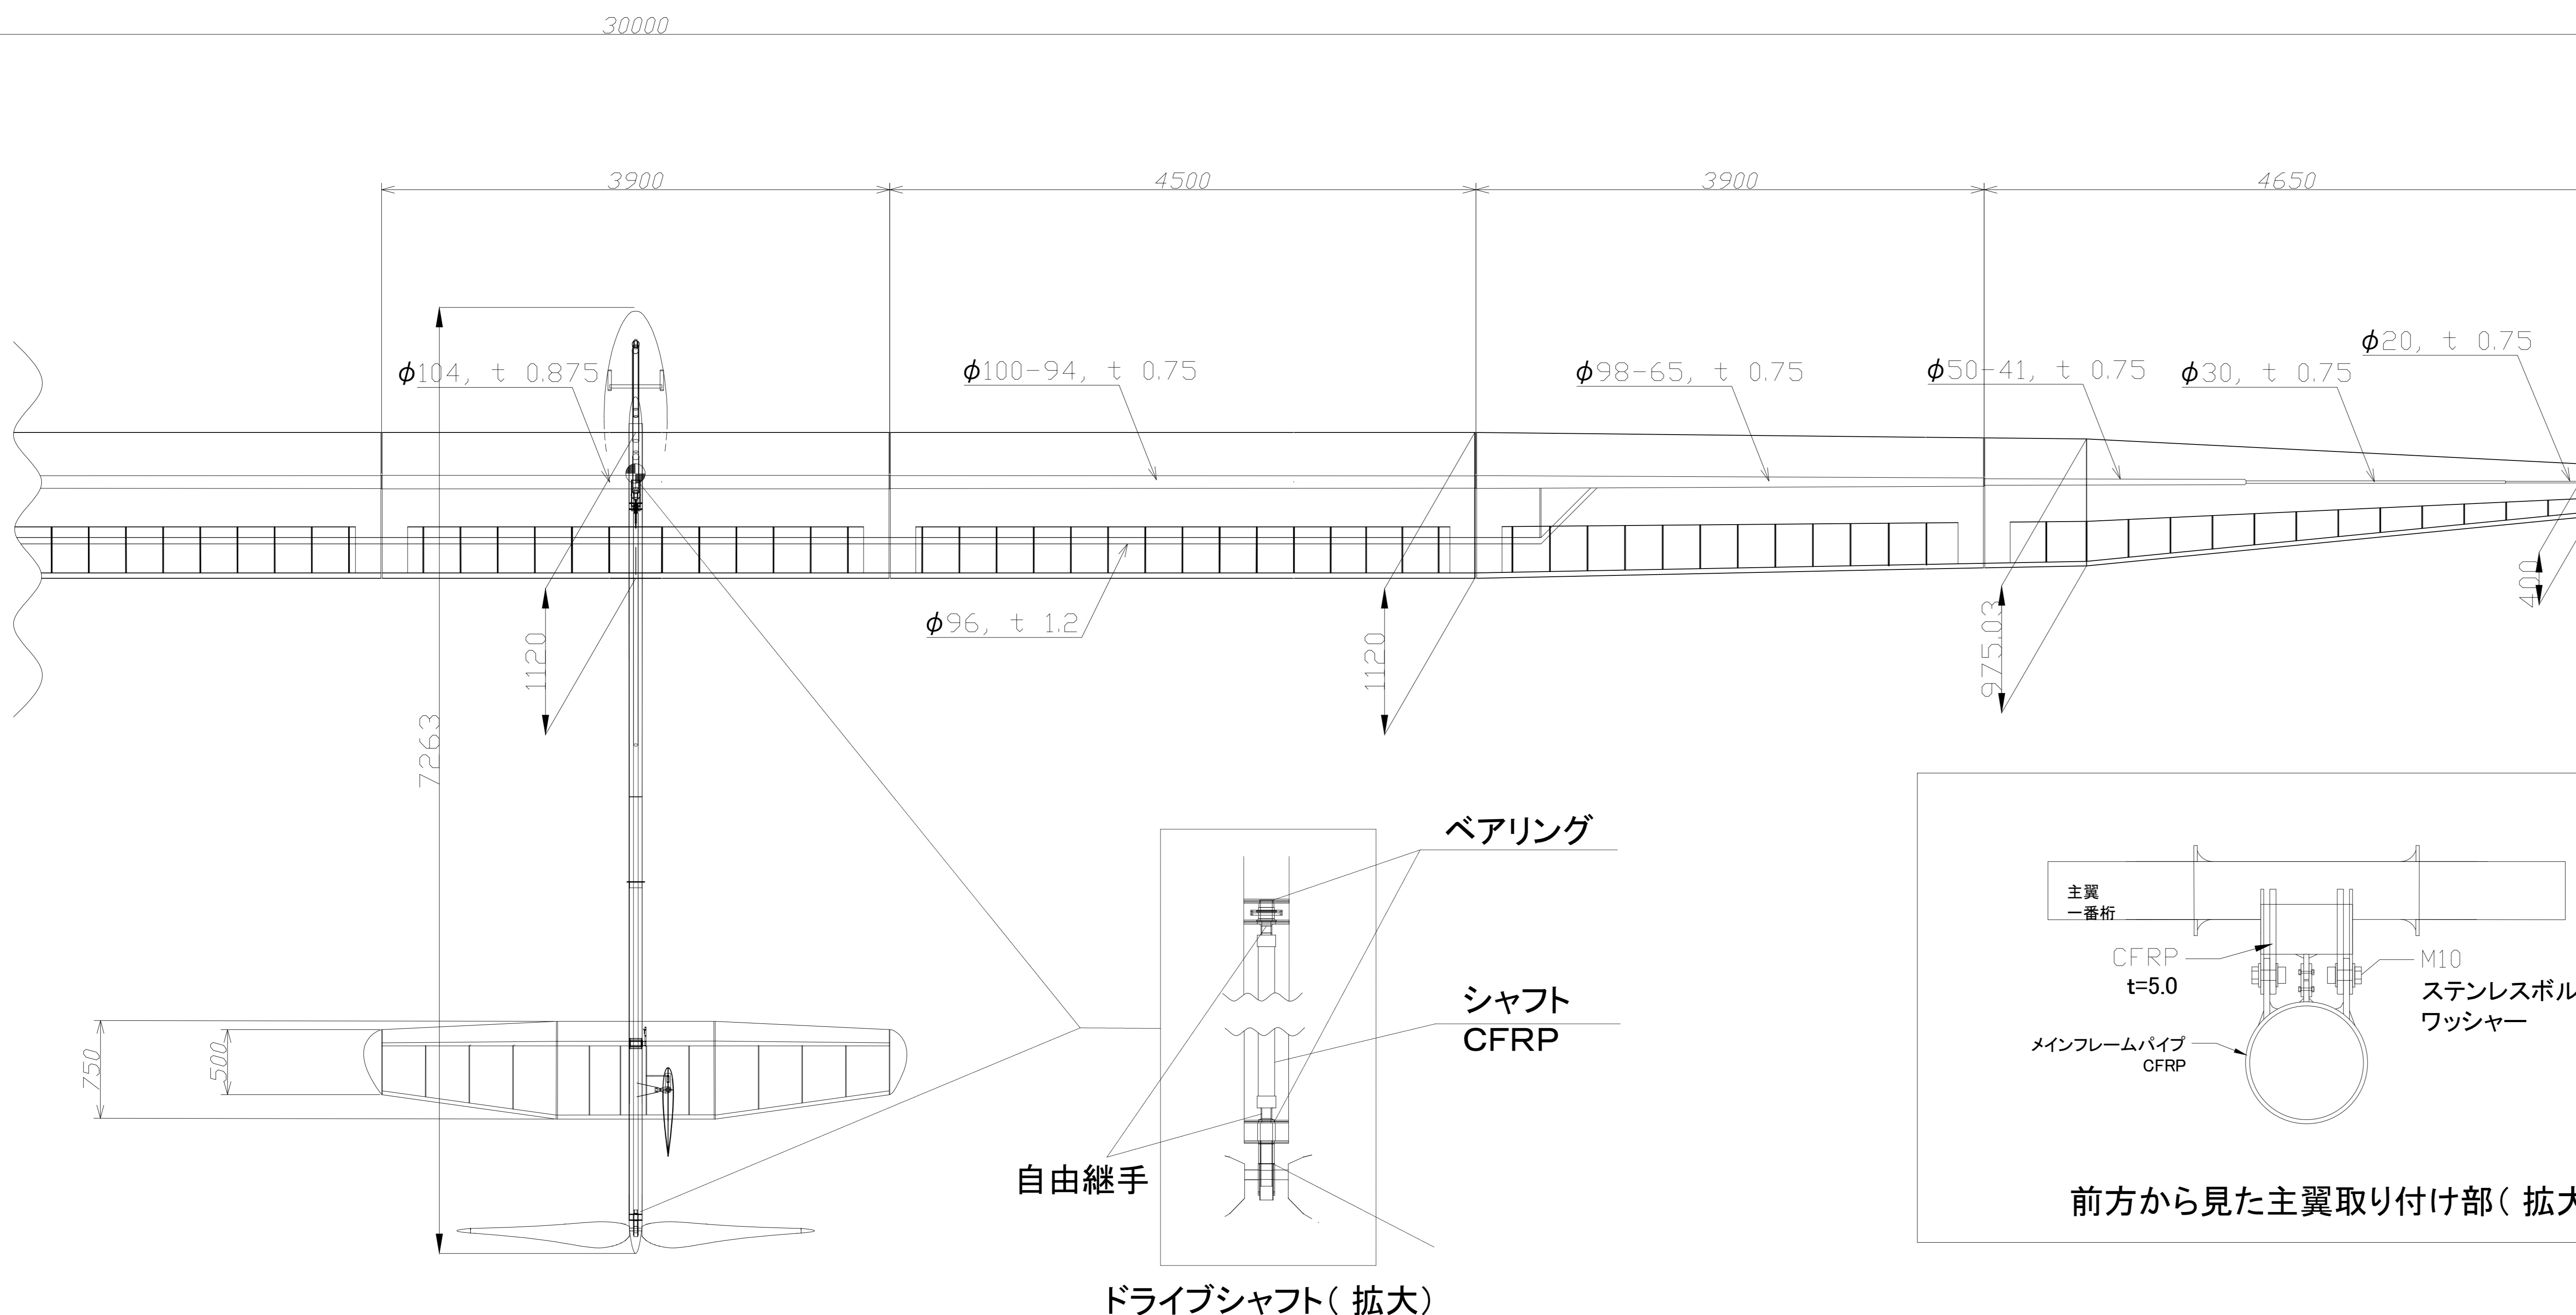 30000
3900
4500
3900
4650
ϕ104, t 0.875
ϕ100-94, t 0.75
ϕ98-65, t 0.75
ϕ50-41, t 0.75
ϕ30, t 0.75
ϕ20, t 0.75
ϕ96, t 1.2
1120
1120
975.03
400
7263
750
500
ベアリング
シャフト
CFRP
自由継手
ドライブシャフト（拡大）
主翼
一番桁
CFRP
t=5.0
M10
ステンレスボル
ワッシャー
メインフレームパイプ
CFRP
前方から見た主翼取り付け部（拡大